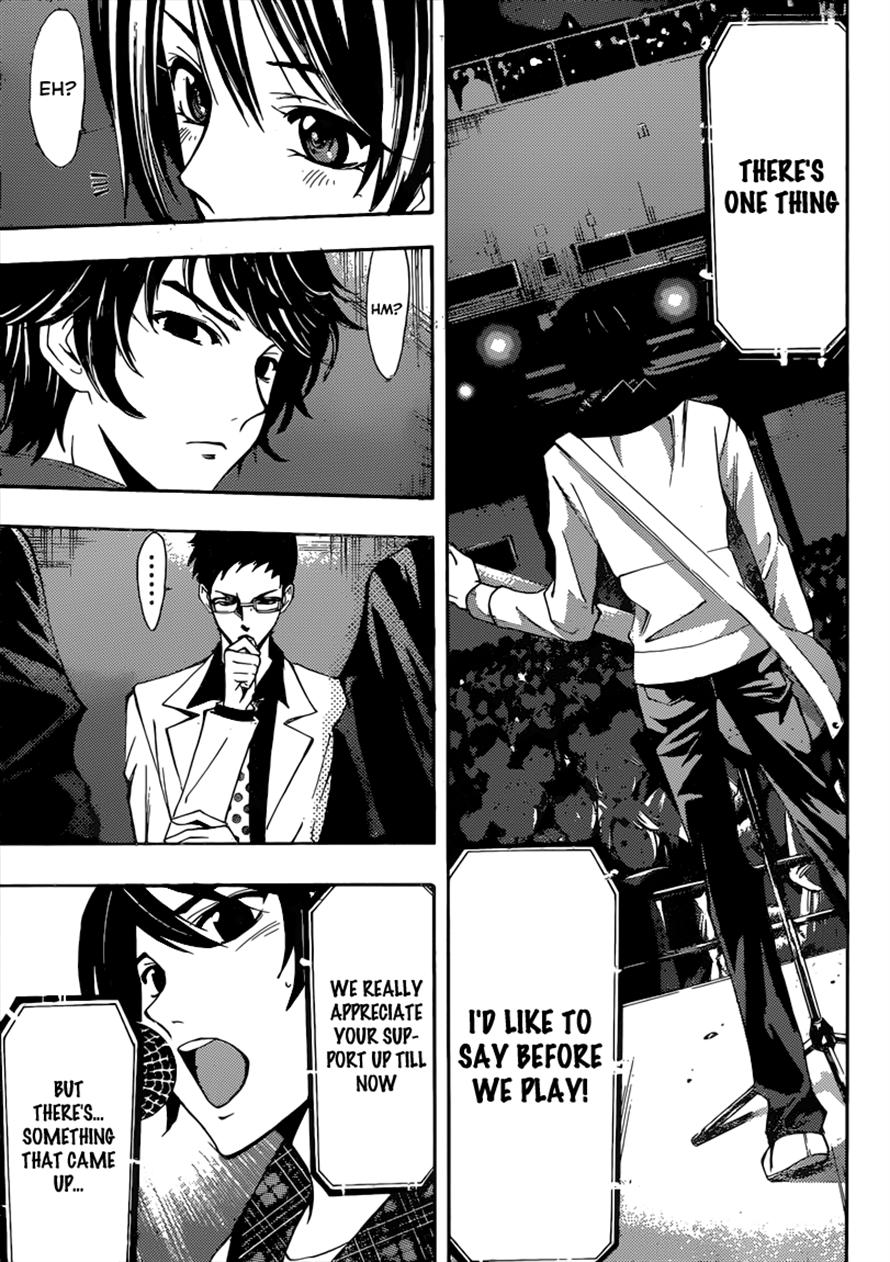 THERE'S
ONE THING
I'D LIKE TO
SAY BEFORE
WE PLAY!
EH?
HM?
WE REALLY
APPRECIATE
YOUR SUP-
PORT UP TILL
NOW
BUT
THERE'S...
SOMETHING
THAT CAME
UP...